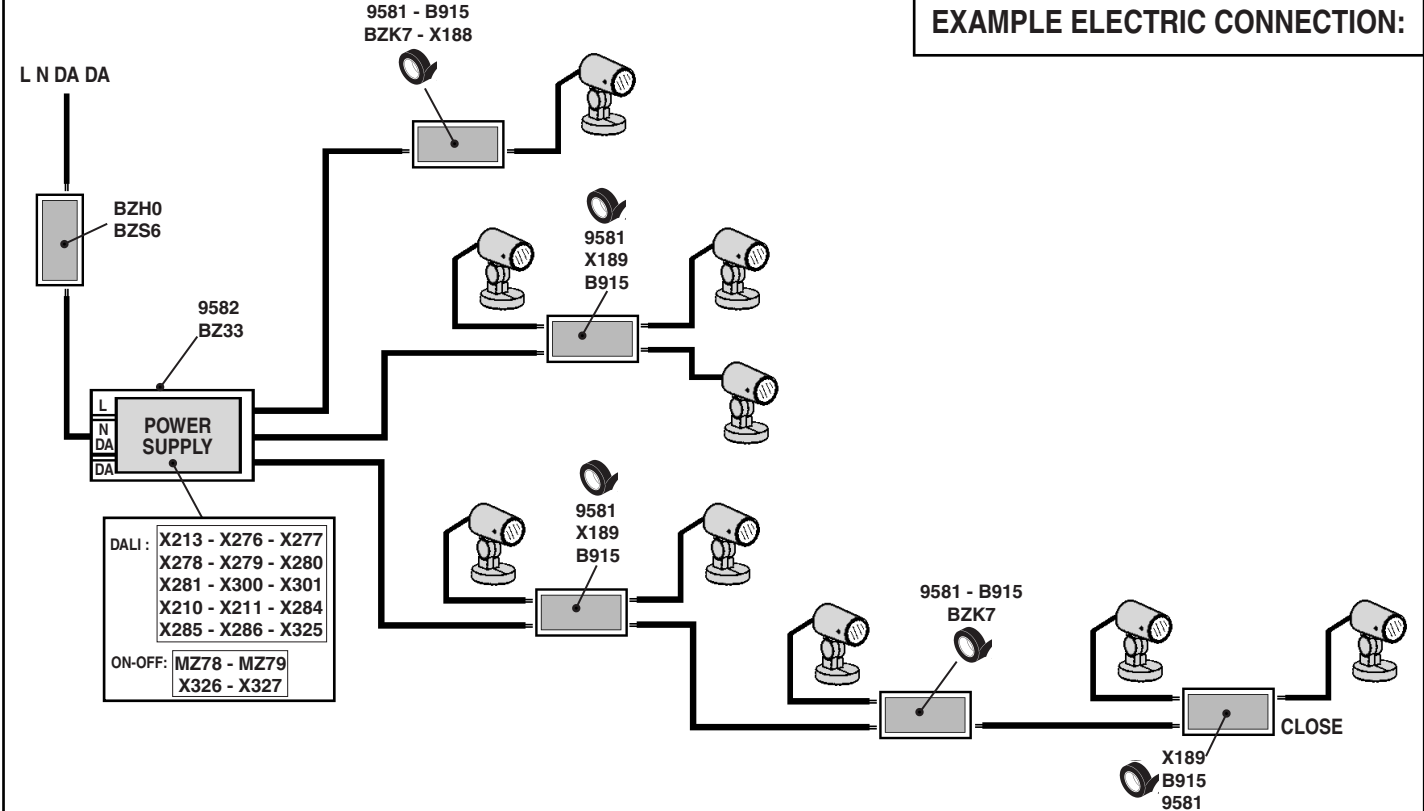 EXAMPLE ELECTRIC CONNECTION:
9581 - B915
BZK7 - X188
L N DA DA
BZH0
BZS6
9581
X189
B915
9582
BZ33
L
N
DA
DA
POWER
SUPPLY
9581
X189
B915
DALI : X213 - X276 - X277
X278 - X279 - X280
X281 - X300 - X301
X210 - X211 - X284
X285 - X286 - X325
ON-OFF: MZ78 - MZ79
X326 - X327
9581 - B915
BZK7
CLOSE
X189
B915
9581